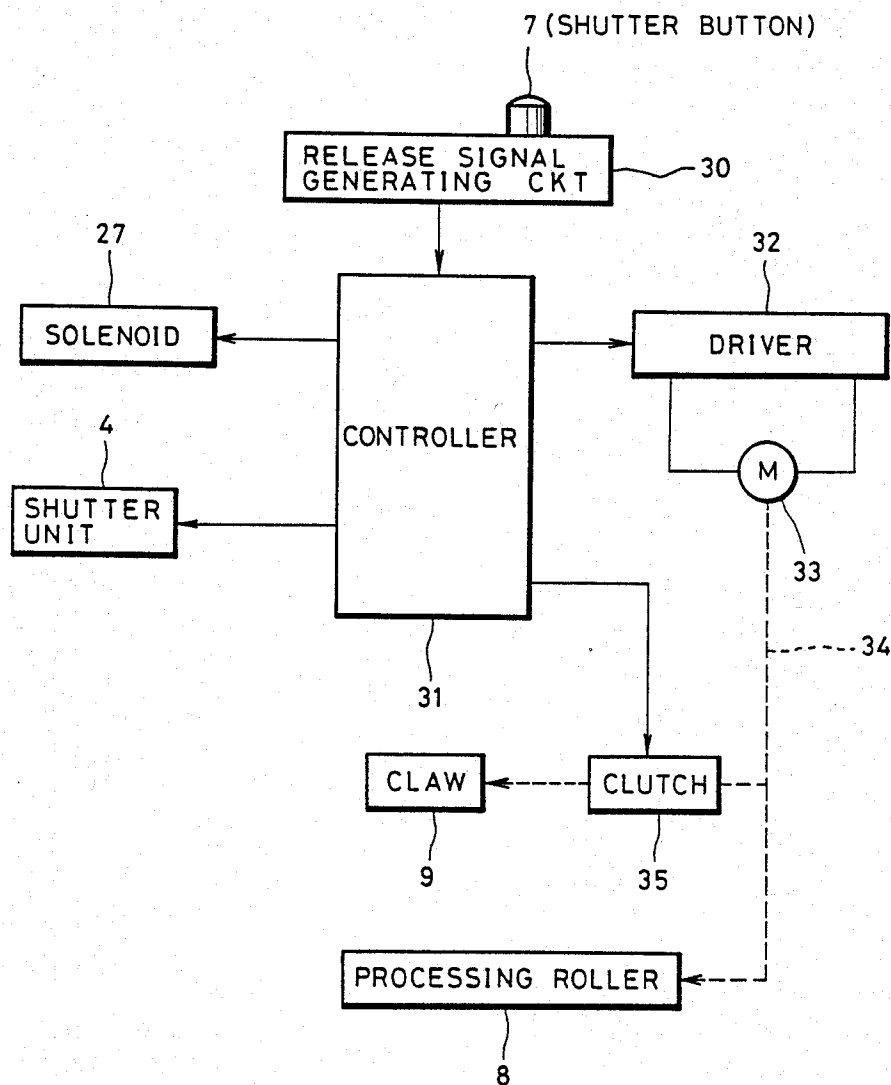 7 (SHUTTER BUTTON)
RELEASE SIGNAL
GENERATING CKT
30
27
32
SOLENOID
DRIVER
4
CONTROLLER
M
SHUTTER
UNIT
33
34
31
CLAW
CLUTCH
9
35
PROCESSING ROLLER
8